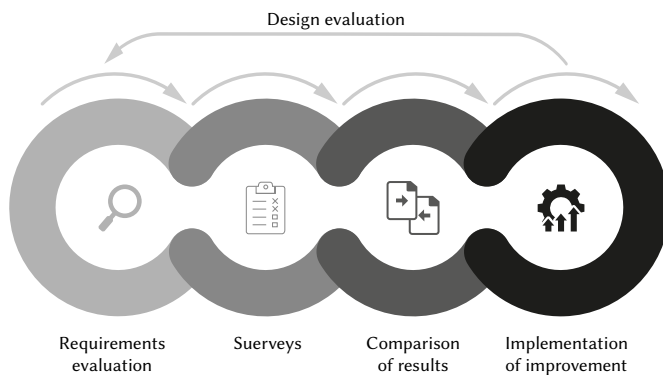 Design evaluation
Requirements
evaluation
Suerveys
Comparison
of results
Implementation
of improvement